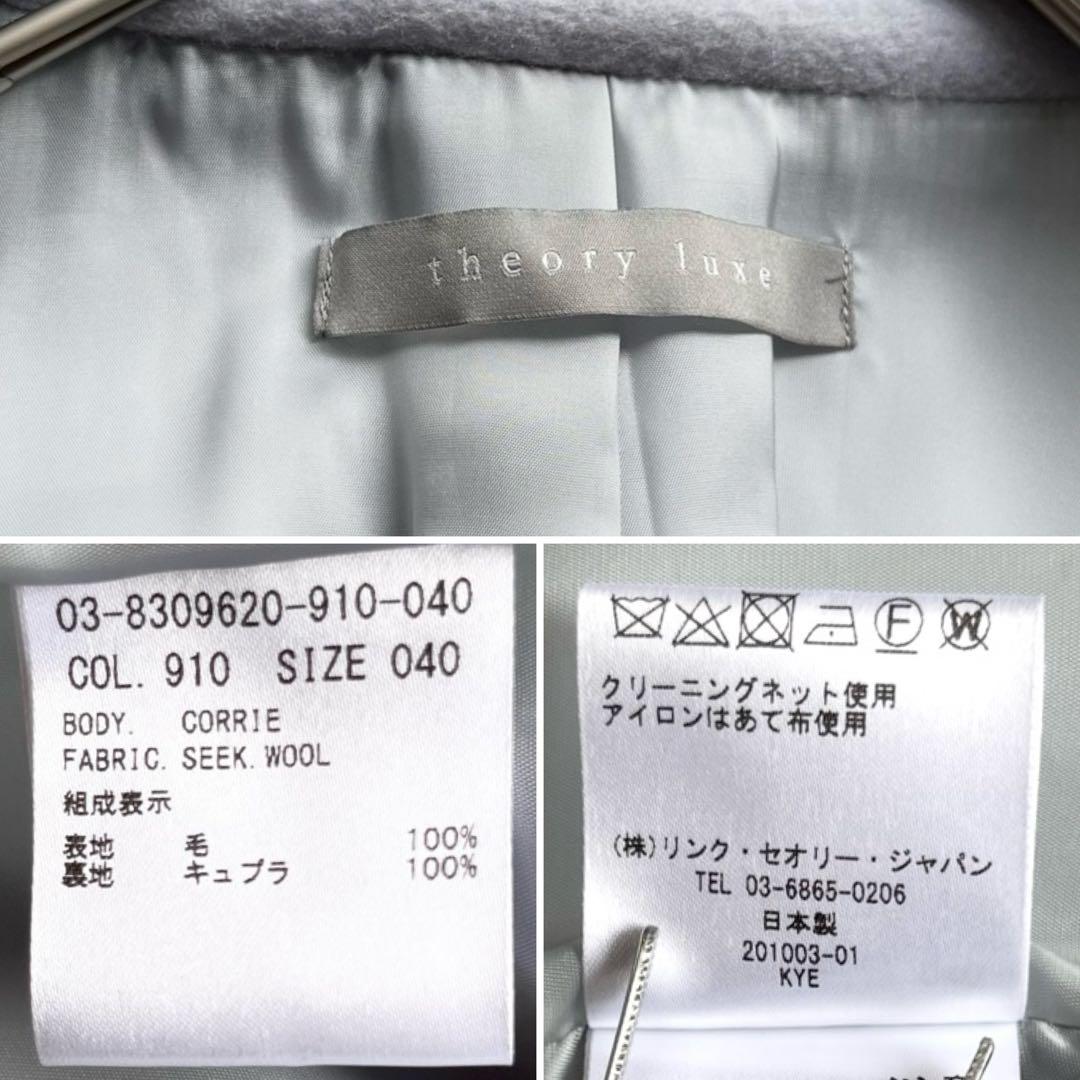 theory luxe
03-8309620-910-040
COL. 910 SIZE 040
BODY. CORRIE
FABRIC. SEEK. WOOL
組成表示
表地 毛 100%
裏地 キュプラ 100%
F W
クリーニングネット使用
アイロンはあて布使用
(株)リンク・セオリー・ジャパン
TEL 03-6865-0206
日本製
201003-01
KYE